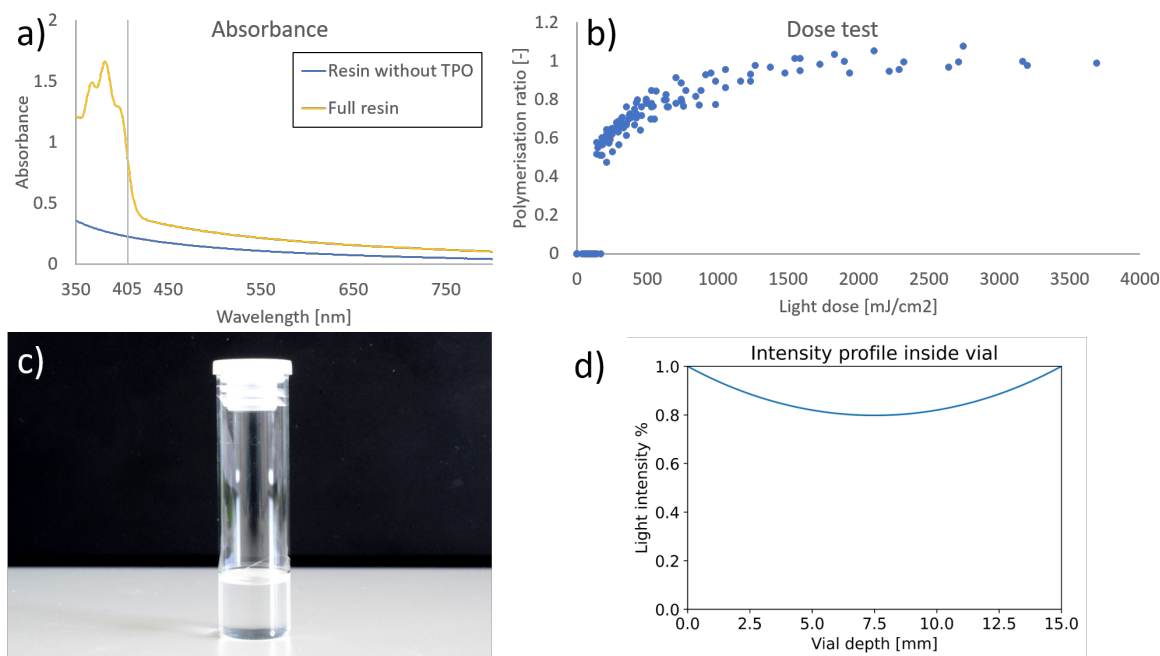 a)
Absorbance
2
1.5
1
0.5
0
Absorbance
Resin without TPO
Full resin
350
405
450
550
650
750
Wavelength [nm]
b)
Dose test
1.2
1
0.8
0.6
0.4
0.2
0
Polymerisation ratio [-]
0
500
1000
1500
2000
2500
3000
3500
4000
Light dose [mJ/cm2]
c)
d)
Intensity profile inside vial
1.0
0.8
0.6
0.4
0.2
0.0
Light intensity %
0.0
2.5
5.0
7.5
10.0
12.5
15.0
Vial depth [mm]